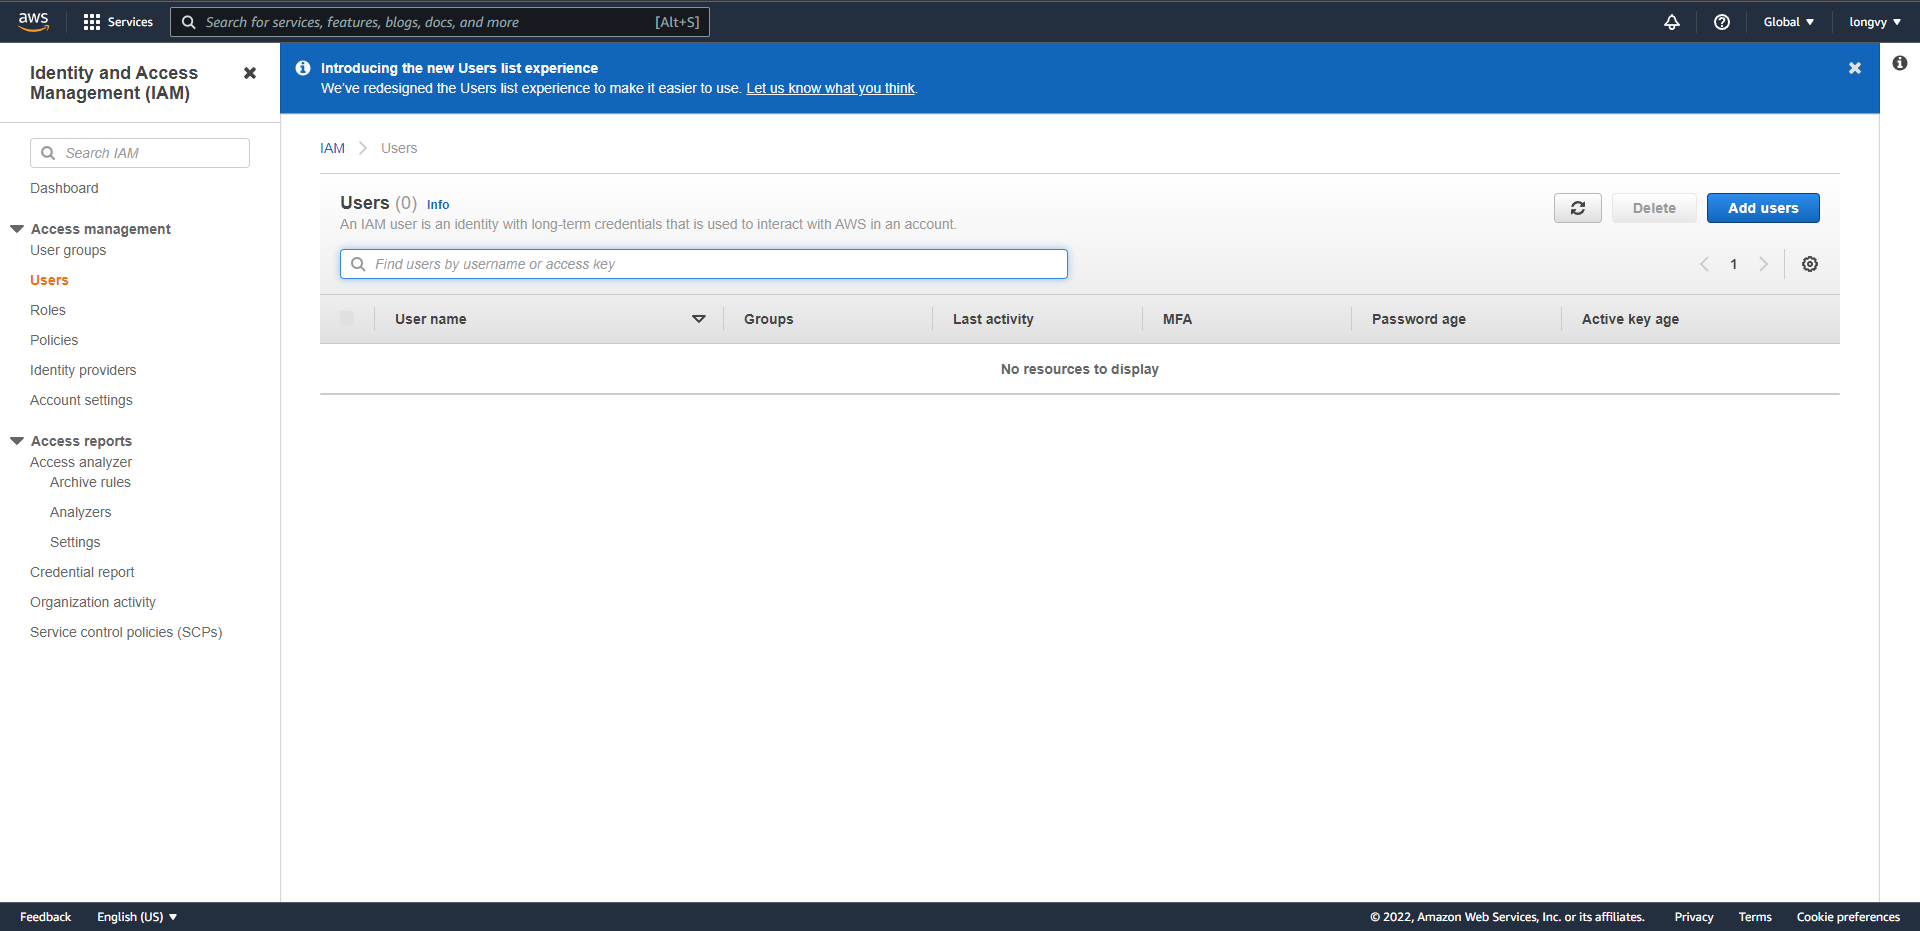 aws
Services
Search for services, features, blogs, docs, and more
[Alt+S]
Global
longvy
Identity and Access
Management (IAM)
Search IAM
Dashboard
Access management
User groups
Users
Roles
Policies
Identity providers
Account settings
Access reports
Access analyzer
Archive rules
Analyzers
Settings
Credential report
Organization activity
Service control policies (SCPs)
Introducing the new Users list experience
We've redesigned the Users list experience to make it easier to use. Let us know what you think.
IAM
Users
Users (0) Info
An IAM user is an identity with long-term credentials that is used to interact with AWS in an account.
Delete
Add users
Find users by username or access key
1
User name
Groups
Last activity
MFA
Password age
Active key age
No resources to display
Feedback
English (US)
© 2022, Amazon Web Services, Inc. or its affiliates.
Privacy
Terms
Cookie preferences